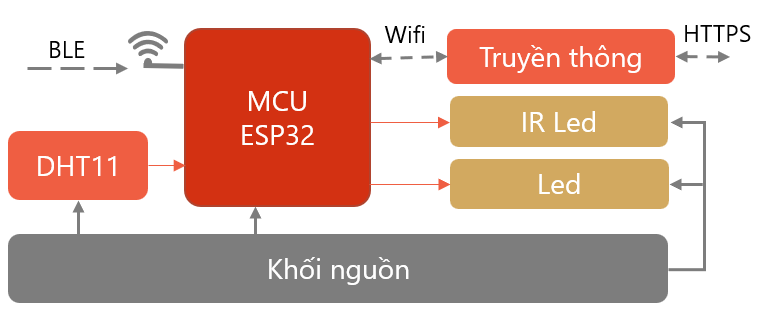 BLE
Wifi
HTTPS
Truyền thông
MCU
ESP32
IR Led
DHT11
Led
Khối nguồn